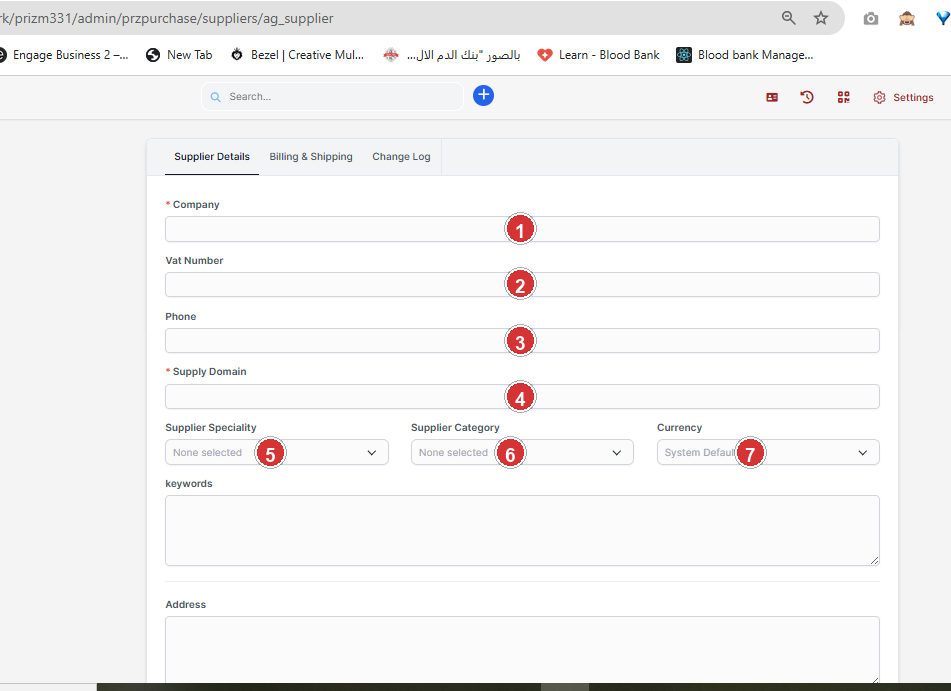 rk/prizm331/admin/przpurchase/suppliers/ag_supplier
Engage Business 2 –...
New Tab
Bezel | Creative Mul...
بالصور "بنك الدم الال...
Learn - Blood Bank
Blood bank Manage...
Search...
Settings
Supplier Details
Billing & Shipping
Change Log
* Company
1
Vat Number
2
Phone
3
* Supply Domain
4
Supplier Speciality
Supplier Category
Currency
None selected
5
None selected
6
System Default
7
keywords
Address